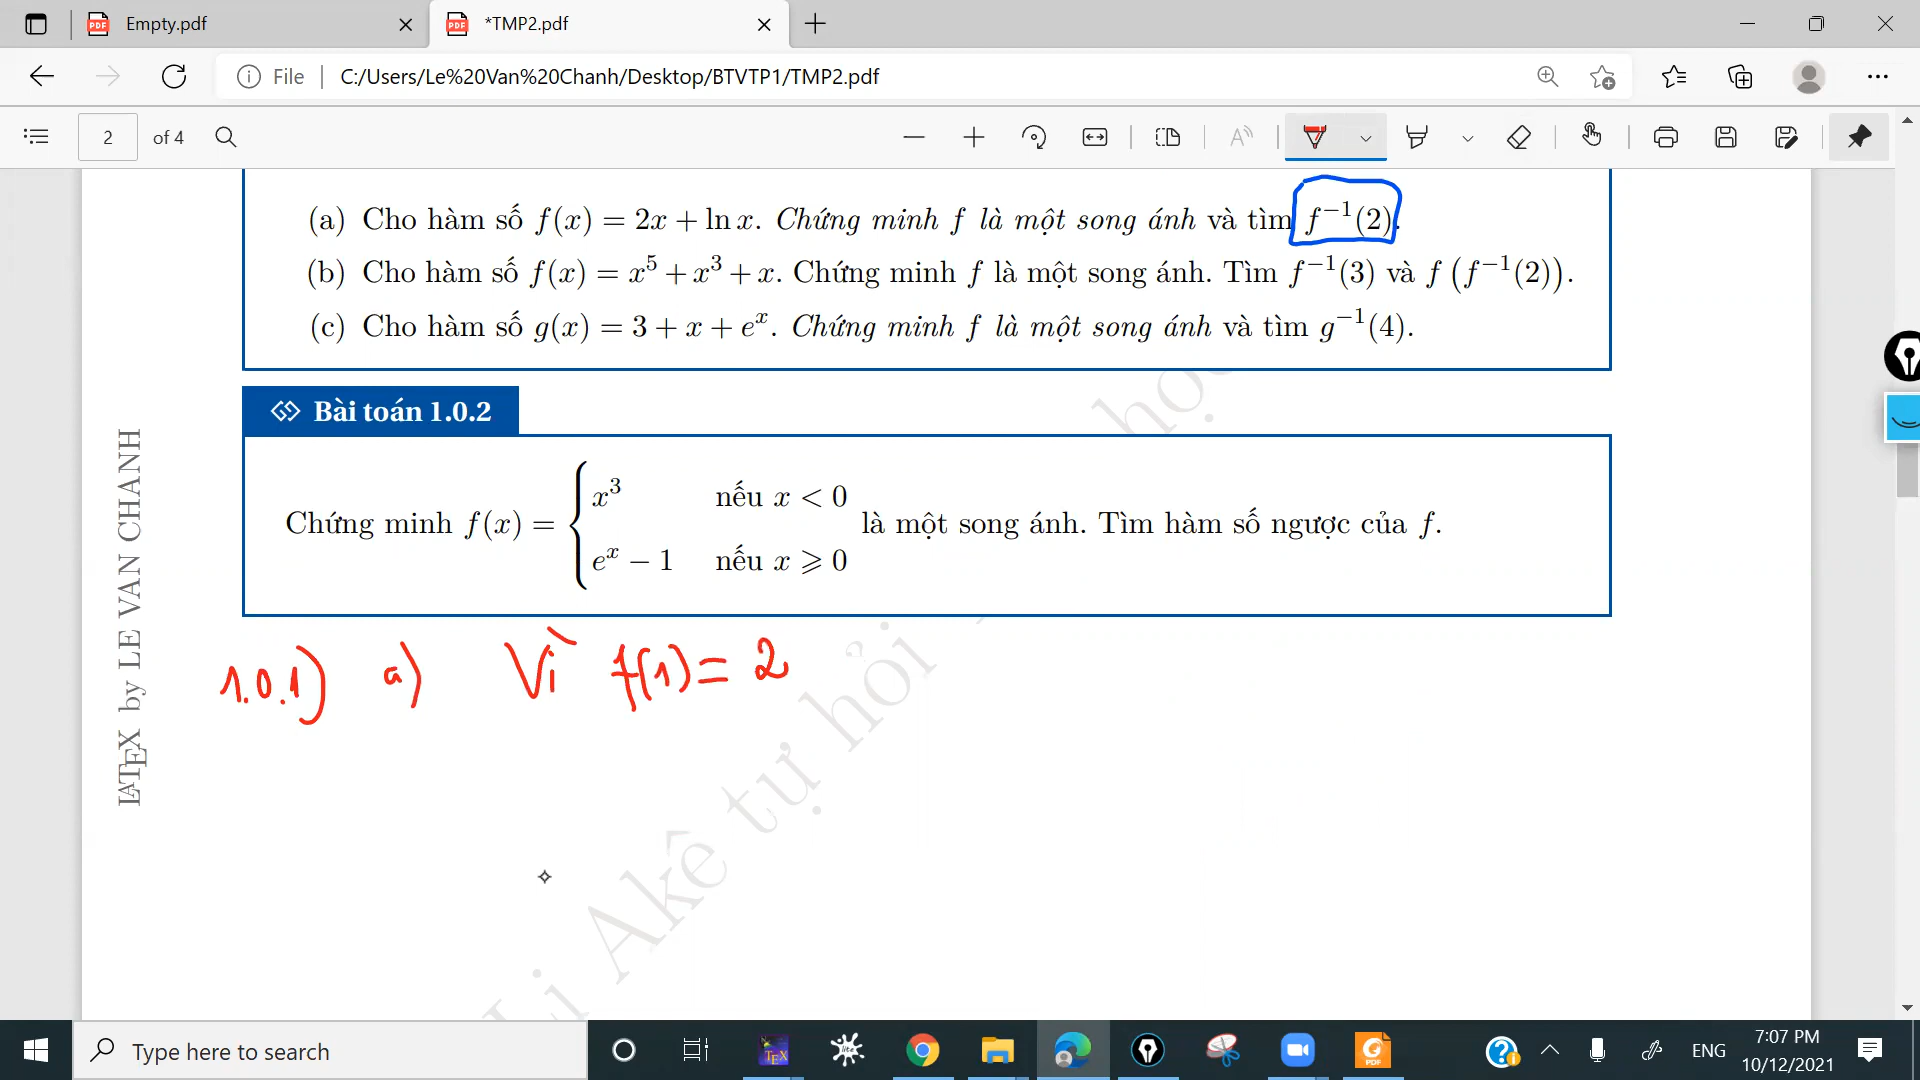 Empty.pdf
*TMP2.pdf
File
C:/Users/Le%20Van%20Chanh/Desktop/BTVTP1/TMP2.pdf
2 of 4
(a) Cho hàm số f(x) = 2x + ln x. Chứng minh f là một song ánh và tìm f⁻¹(2).
(b) Cho hàm số f(x) = x⁵ + x³ + x. Chứng minh f là một song ánh. Tìm f⁻¹(3) và f(f⁻¹(2)).
(c) Cho hàm số g(x) = 3 + x + eˣ. Chứng minh f là một song ánh và tìm g⁻¹(4).
Bài toán 1.0.2
Chứng minh f(x) = { x³ nếu x < 0
eˣ − 1 nếu x ⩾ 0
là một song ánh. Tìm hàm số ngược của f.
1.0.1) a) Vì f(1) = 2
LATEX by LE VAN CHANH
Li Akê tự hỏi học
Type here to search
ENG
7:07 PM
10/12/2021